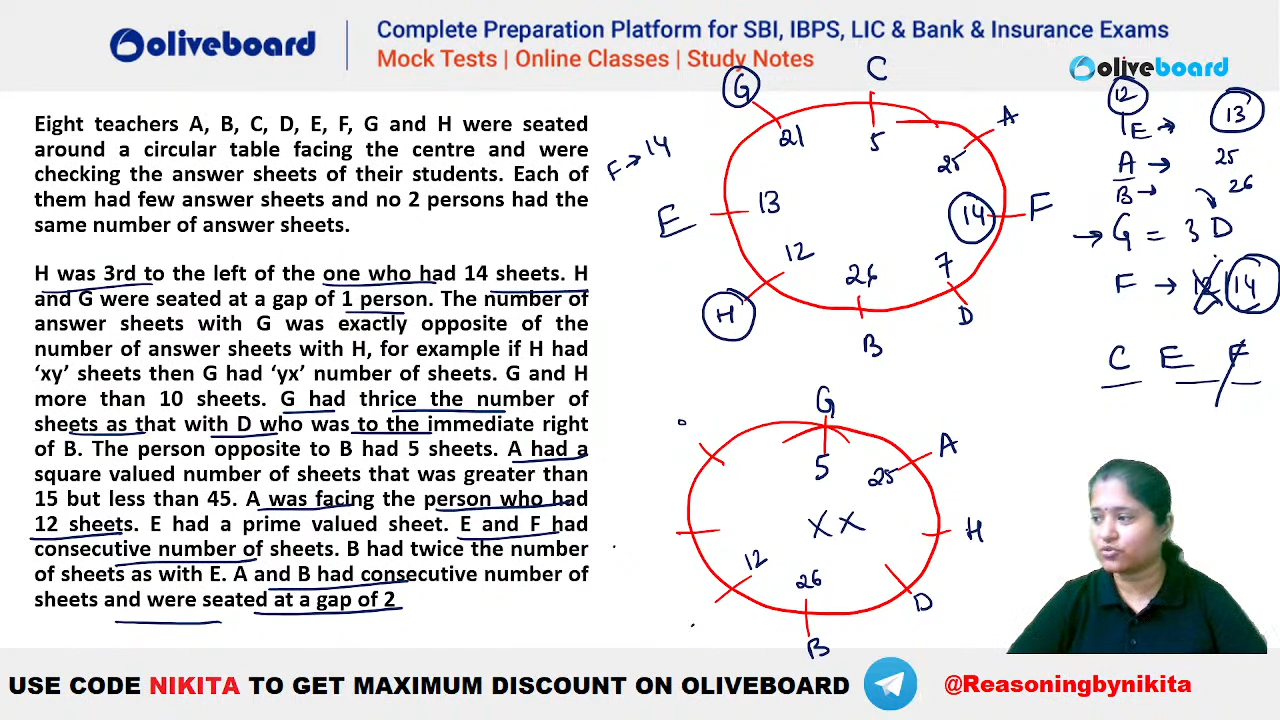 oliveboard
Complete Preparation Platform for SBI, IBPS, LIC & Bank & Insurance Exams
Mock Tests | Online Classes | Study Notes
oliveboard
Eight teachers A, B, C, D, E, F, G and H were seated
around a circular table facing the centre and were
checking the answer sheets of their students. Each of
them had few answer sheets and no 2 persons had the
same number of answer sheets.
H was 3rd to the left of the one who had 14 sheets. H
and G were seated at a gap of 1 person. The number of
answer sheets with G was exactly opposite of the
number of answer sheets with H, for example if H had
‘xy’ sheets then G had ‘yx’ number of sheets. G and H
more than 10 sheets. G had thrice the number of
sheets as that with D who was to the immediate right
of B. The person opposite to B had 5 sheets. A had a
square valued number of sheets that was greater than
15 but less than 45. A was facing the person who had
12 sheets. E had a prime valued sheet. E and F had
consecutive number of sheets. B had twice the number
of sheets as with E. A and B had consecutive number of
sheets and were seated at a gap of 2
F → 14
G
C
A
21
5
25
E
13
14
F
12
26
7
H
B
D
12
E → 13
A → 25
B → 26
G = 3 D
F → 14
C E F
G
5
A
25
X X
H
12
26
D
B
USE CODE NIKITA TO GET MAXIMUM DISCOUNT ON OLIVEBOARD
@Reasoningbynikita